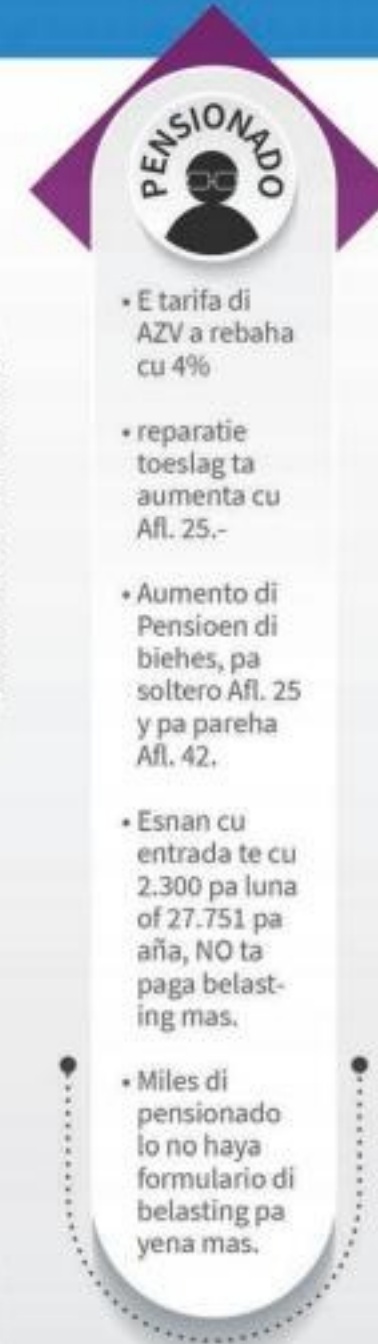 PENSIONADO
• E tarifa di
AZV a rebaha
cu 4%
• reparatie
toeslag ta
aumenta cu
Afl. 25.-
• Aumento di
Pensioen di
biehes, pa
soltero Afl. 25
y pa pareha
Afl. 42.
• Esnan cu
entrada te cu
2.300 pa luna
of 27.751 pa
aña, NO ta
paga belast-
ing mas.
• Miles di
pensionado
lo no haya
formulario di
belasting pa
yena mas.